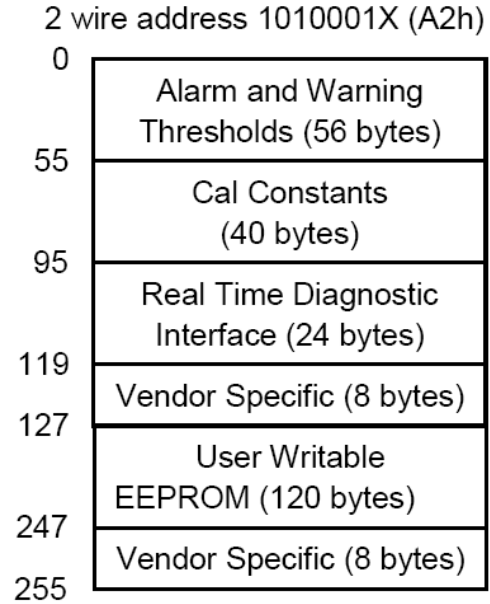 2 wire address 1010001X (A2h)
0
Alarm and Warning
Thresholds (56 bytes)
55
Cal Constants
(40 bytes)
95
Real Time Diagnostic
Interface (24 bytes)
119
Vendor Specific (8 bytes)
127
User Writable
EEPROM (120 bytes)
247
Vendor Specific (8 bytes)
255